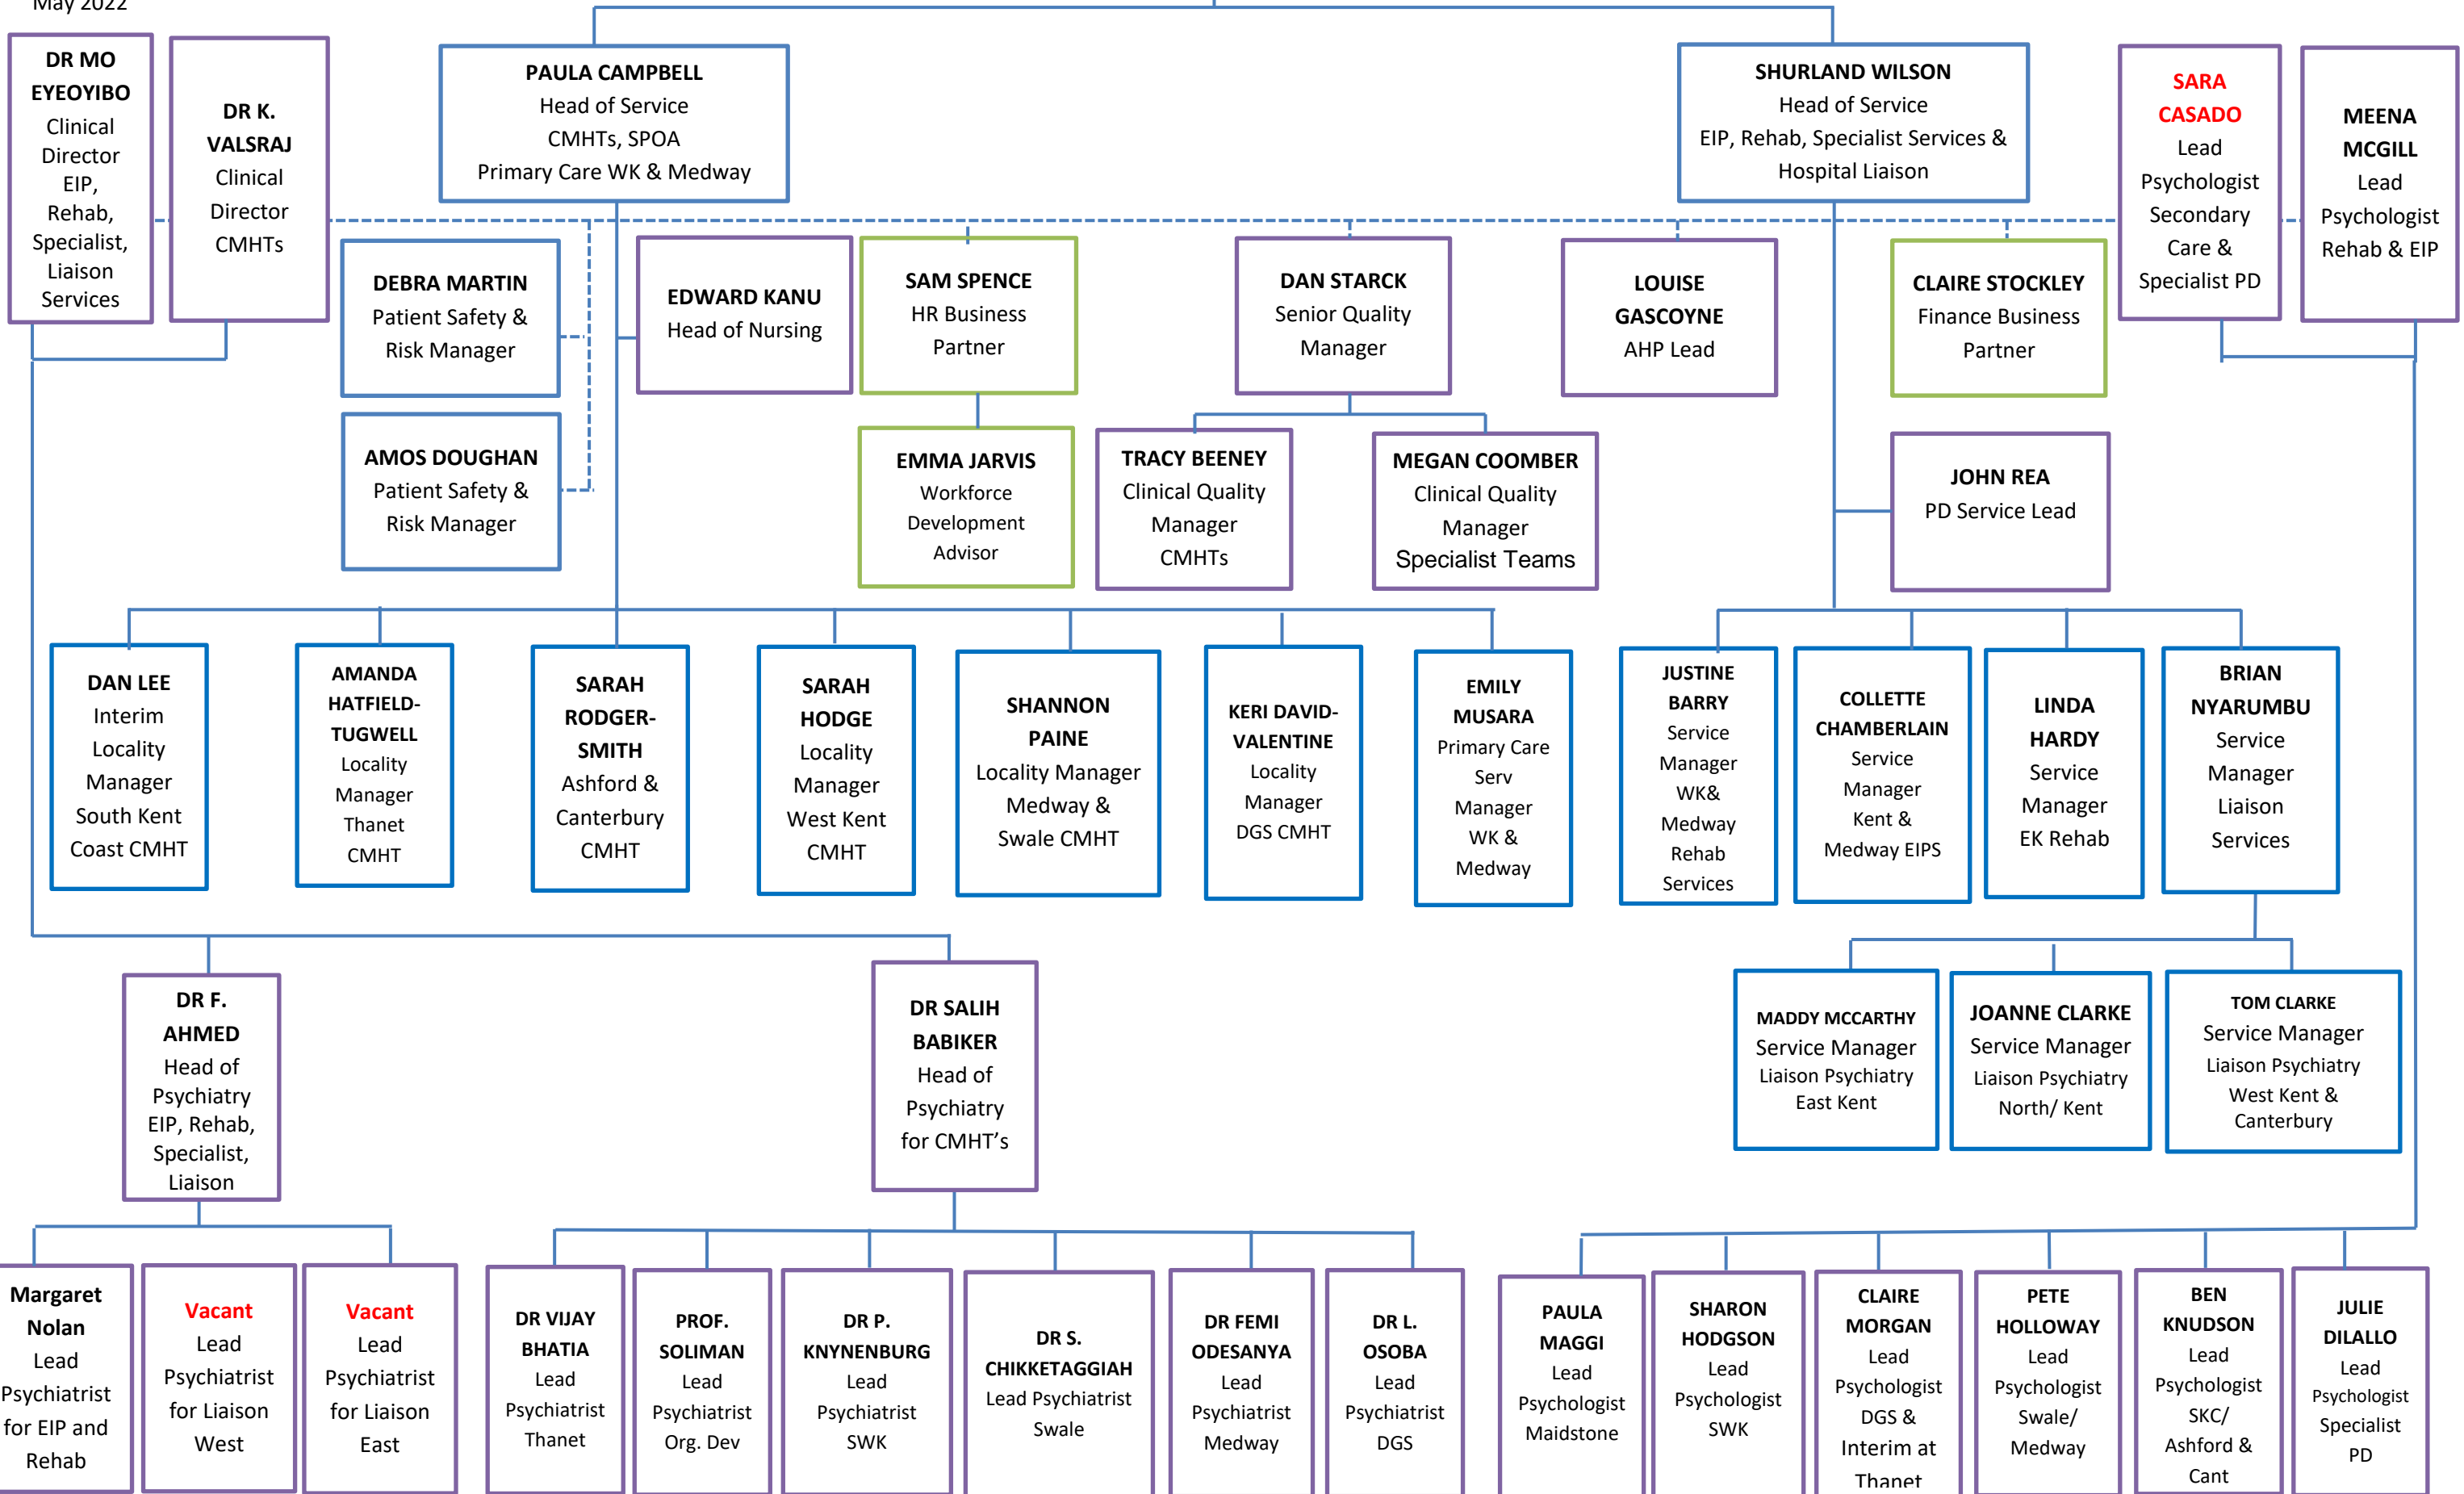 May 2022
DR MO
EYEOYIBO
Clinical
Director
EIP,
Rehab,
Specialist,
Liaison
Services
DR K.
VALSRAJ
Clinical
Director
CMHTs
PAULA CAMPBELL
Head of Service
CMHTs, SPOA
Primary Care WK & Medway
SHURLAND WILSON
Head of Service
EIP, Rehab, Specialist Services &
Hospital Liaison
SARA
CASADO
Lead
Psychologist
Secondary
Care &
Specialist PD
MEENA
MCGILL
Lead
Psychologist
Rehab & EIP
DEBRA MARTIN
Patient Safety &
Risk Manager
EDWARD KANU
Head of Nursing
SAM SPENCE
HR Business
Partner
DAN STARCK
Senior Quality
Manager
LOUISE
GASCOYNE
AHP Lead
CLAIRE STOCKLEY
Finance Business
Partner
AMOS DOUGHAN
Patient Safety &
Risk Manager
EMMA JARVIS
Workforce
Development
Advisor
TRACY BEENEY
Clinical Quality
Manager
CMHTs
MEGAN COOMBER
Clinical Quality
Manager
Specialist Teams
JOHN REA
PD Service Lead
DAN LEE
Interim
Locality
Manager
South Kent
Coast CMHT
AMANDA
HATFIELD-
TUGWELL
Locality
Manager
Thanet
CMHT
SARAH
RODGER-
SMITH
Ashford &
Canterbury
CMHT
SARAH
HODGE
Locality
Manager
West Kent
CMHT
SHANNON
PAINE
Locality Manager
Medway &
Swale CMHT
KERI DAVID-
VALENTINE
Locality
Manager
DGS CMHT
EMILY
MUSARA
Primary Care
Serv
Manager
WK &
Medway
JUSTINE
BARRY
Service
Manager
WK&
Medway
Rehab
Services
COLLETTE
CHAMBERLAIN
Service
Manager
Kent &
Medway EIPS
LINDA
HARDY
Service
Manager
EK Rehab
BRIAN
NYARUMBU
Service
Manager
Liaison
Services
DR F.
AHMED
Head of
Psychiatry
EIP, Rehab,
Specialist,
Liaison
DR SALIH
BABIKER
Head of
Psychiatry
for CMHT’s
MADDY MCCARTHY
Service Manager
Liaison Psychiatry
East Kent
JOANNE CLARKE
Service Manager
Liaison Psychiatry
North/ Kent
TOM CLARKE
Service Manager
Liaison Psychiatry
West Kent &
Canterbury
Margaret
Nolan
Lead
Psychiatrist
for EIP and
Rehab
Vacant
Lead
Psychiatrist
for Liaison
West
Vacant
Lead
Psychiatrist
for Liaison
East
DR VIJAY
BHATIA
Lead
Psychiatrist
Thanet
PROF.
SOLIMAN
Lead
Psychiatrist
Org. Dev
DR P.
KNYNENBURG
Lead
Psychiatrist
SWK
DR S.
CHIKKETAGGIAH
Lead Psychiatrist
Swale
DR FEMI
ODESANYA
Lead
Psychiatrist
Medway
DR L.
OSOBA
Lead
Psychiatrist
DGS
PAULA
MAGGI
Lead
Psychologist
Maidstone
SHARON
HODGSON
Lead
Psychologist
SWK
CLAIRE
MORGAN
Lead
Psychologist
DGS &
Interim at
Thanet
PETE
HOLLOWAY
Lead
Psychologist
Swale/
Medway
BEN
KNUDSON
Lead
Psychologist
SKC/
Ashford &
Cant
JULIE
DILALLO
Lead
Psychologist
Specialist
PD